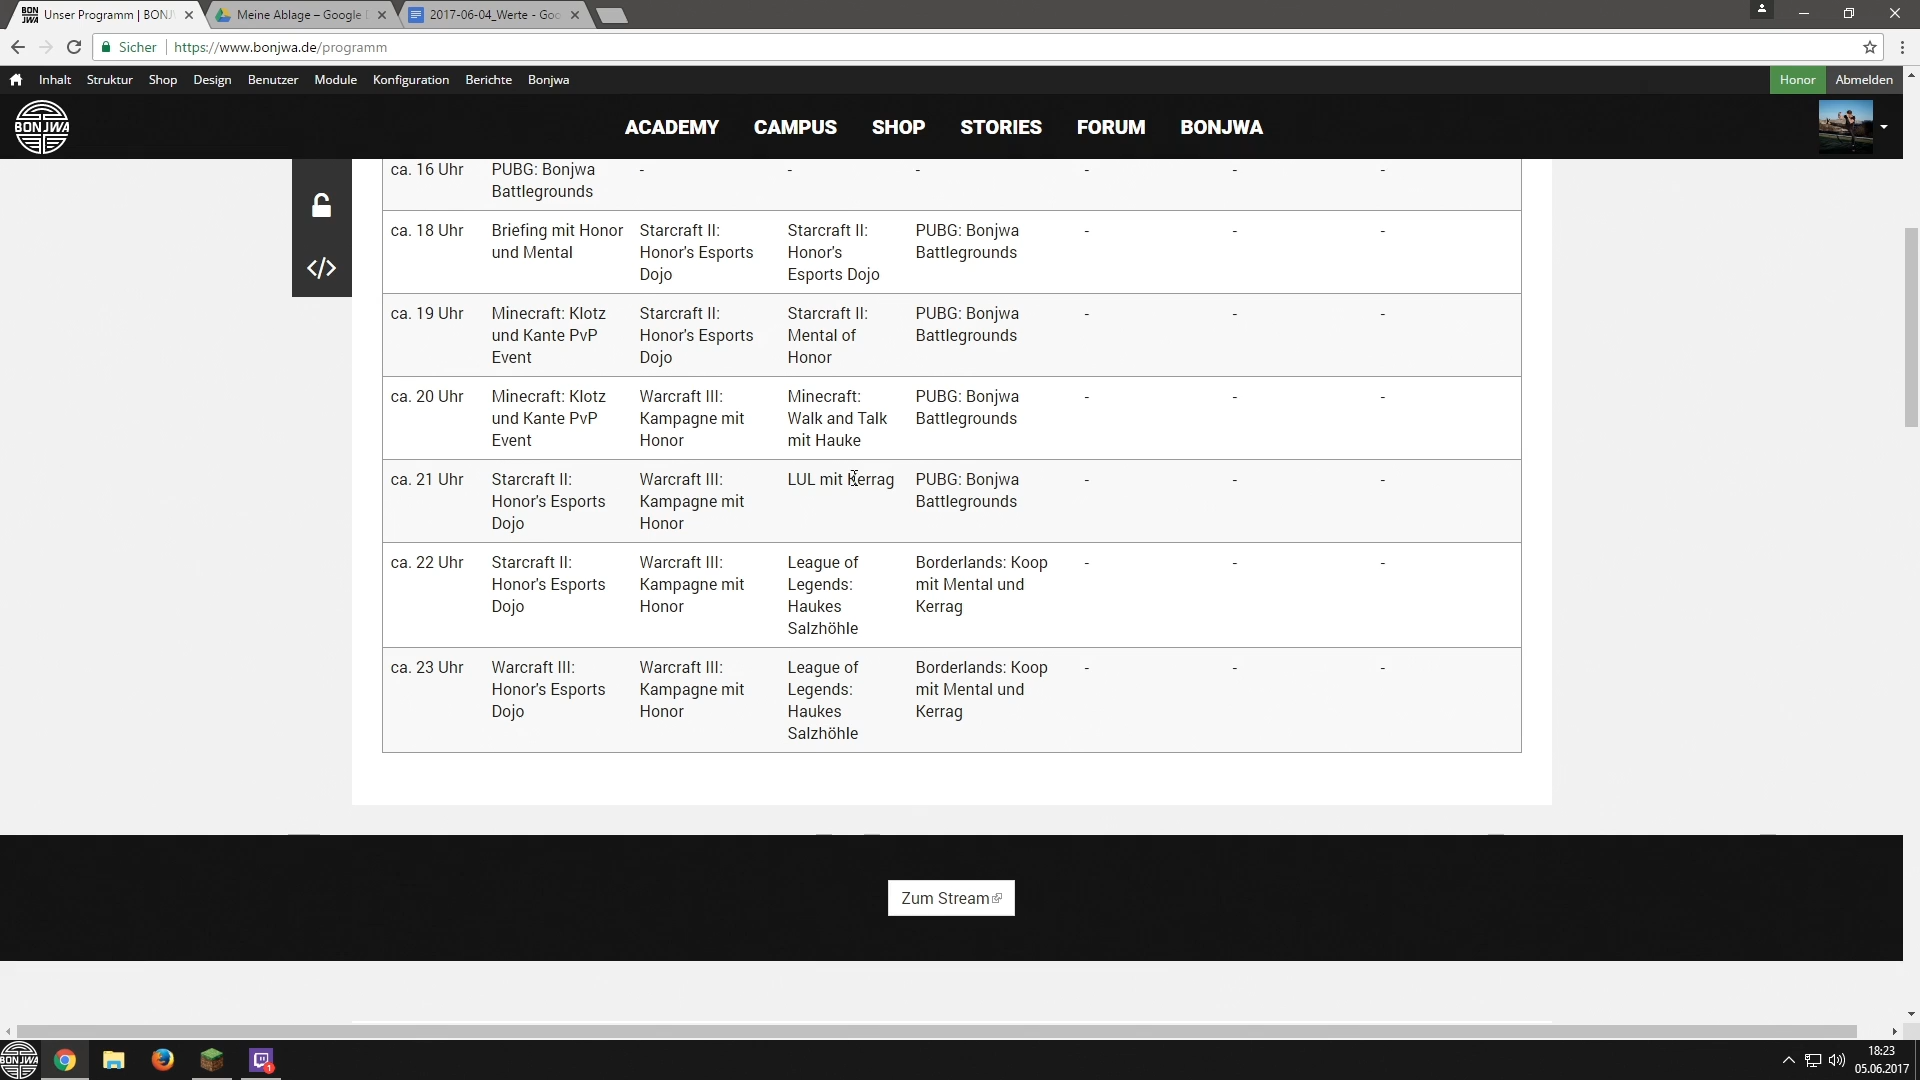 BON JWA Unser Programm | BONJ
Meine Ablage – Google
2017-06-04_Werte - Goo
Sicher https://www.bonjwa.de/programm
Inhalt Struktur Shop Design Benutzer Module Konfiguration Berichte Bonjwa Honor Abmelden
BONJWA ACADEMY CAMPUS SHOP STORIES FORUM BONJWA
ca. 16 Uhr PUBG: Bonjwa - - - - - -
Battlegrounds
</>
ca. 18 Uhr Briefing mit Honor Starcraft II: Starcraft II: PUBG: Bonjwa - - -
und Mental Honor's Esports Honor's Battlegrounds
Dojo Esports Dojo
ca. 19 Uhr Minecraft: Klotz Starcraft II: Starcraft II: PUBG: Bonjwa - - -
und Kante PvP Honor's Esports Mental of Battlegrounds
Event Dojo Honor
ca. 20 Uhr Minecraft: Klotz Warcraft III: Minecraft: PUBG: Bonjwa - - -
und Kante PvP Kampagne mit Walk and Talk Battlegrounds
Event Honor mit Hauke
ca. 21 Uhr Starcraft II: Warcraft III: LUL mit Kerrag PUBG: Bonjwa - - -
Honor's Esports Kampagne mit Battlegrounds
Dojo Honor
ca. 22 Uhr Starcraft II: Warcraft III: League of Borderlands: Koop - - -
Honor's Esports Kampagne mit Legends: mit Mental und
Dojo Honor Haukes Kerrag
Salzhöhle
ca. 23 Uhr Warcraft III: Warcraft III: League of Borderlands: Koop - - -
Honor's Esports Kampagne mit Legends: mit Mental und
Dojo Honor Haukes Kerrag
Salzhöhle
Zum Stream
BONJWA 1 18:23
05.06.2017